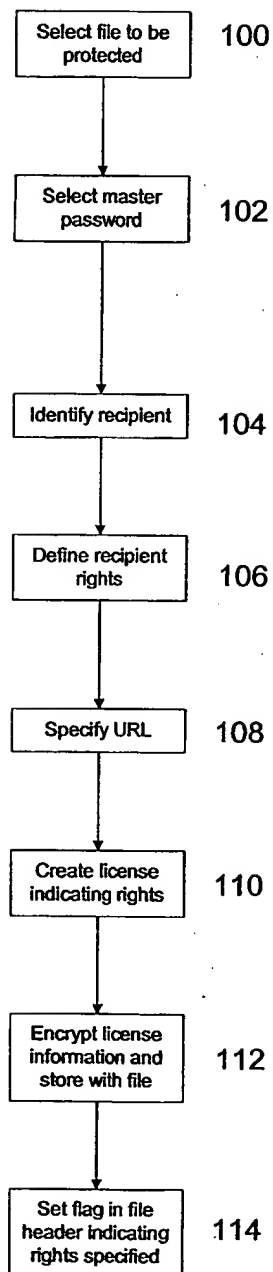 Select file to be
protected
100
Select master
password
102
Identify recipient
104
Define recipient
rights
106
Specify URL
108
Create license
indicating rights
110
Encrypt license
information and
store with file
112
Set flag in file
header indicating
rights specified
114